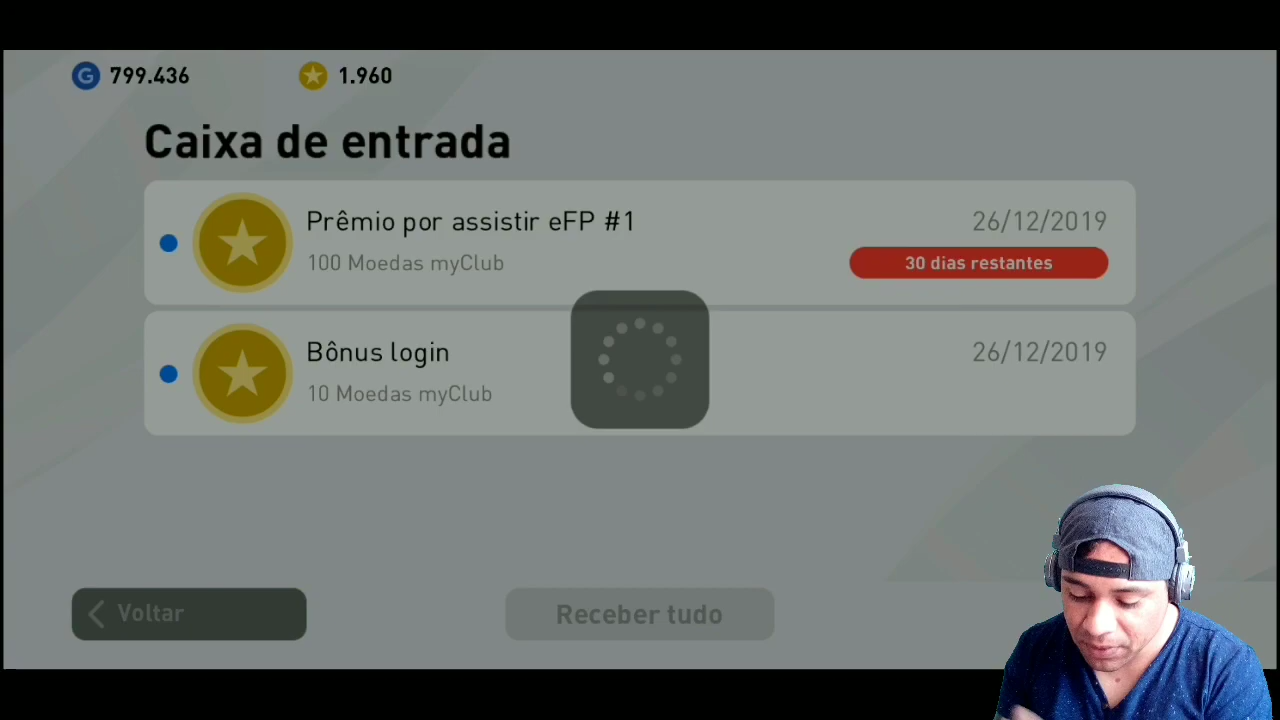 G 799.436 1.960
Caixa de entrada
Prêmio por assistir eFP #1 26/12/2019
100 Moedas myClub 30 dias restantes
Bônus login 26/12/2019
10 Moedas myClub
Voltar Receber tudo